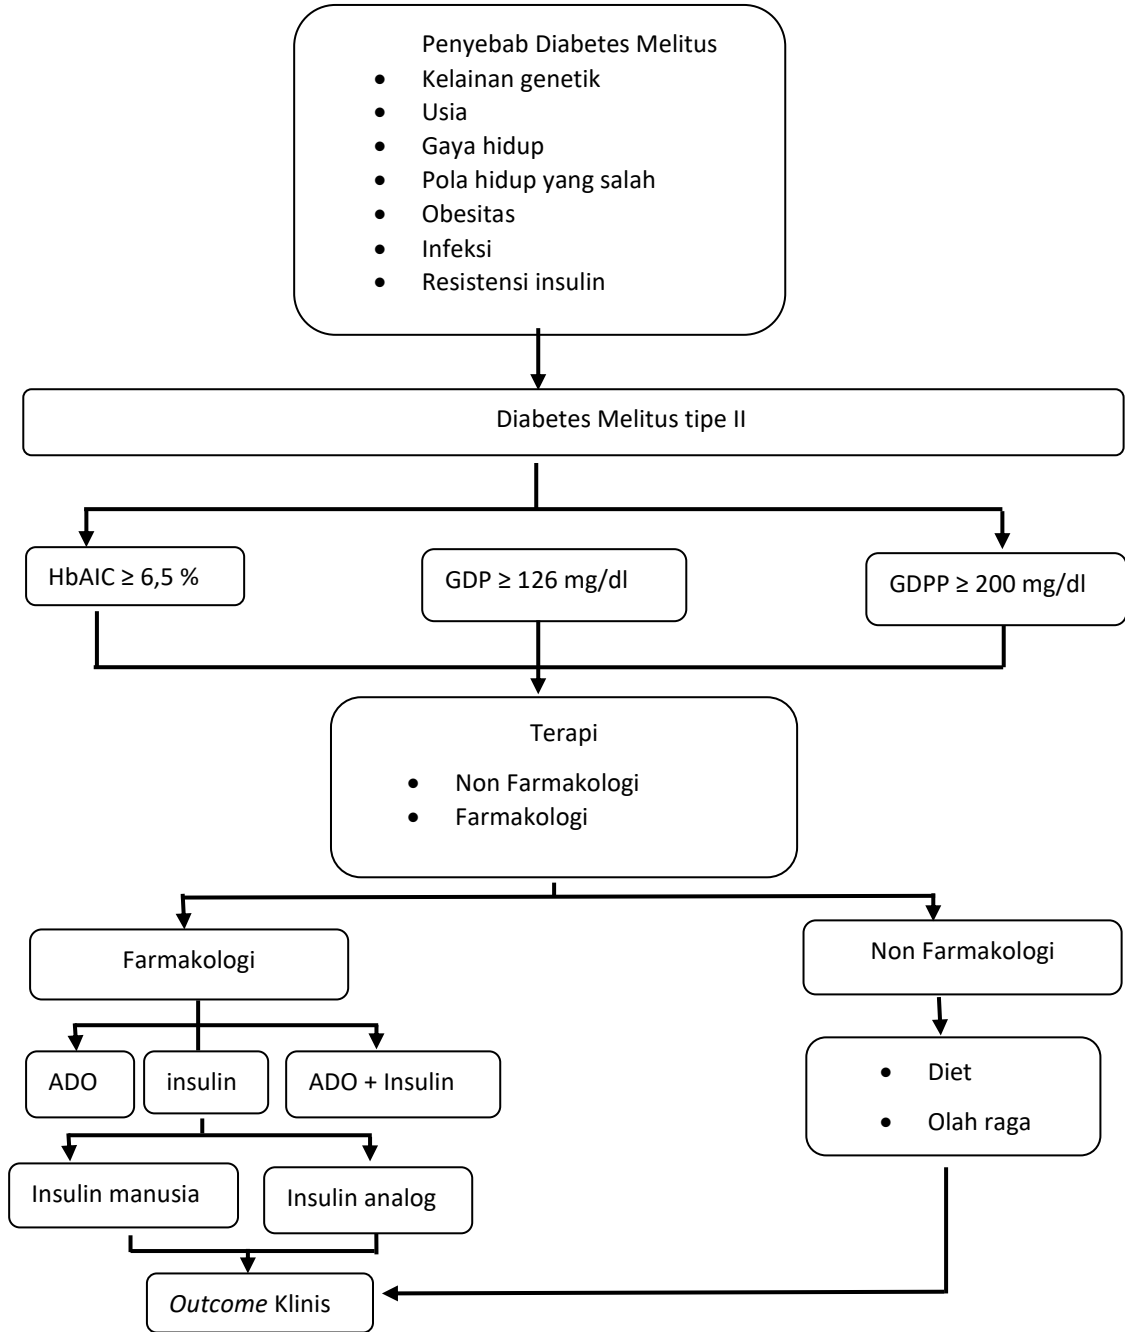 Penyebab Diabetes Melitus
• Kelainan genetik
• Usia
• Gaya hidup
• Pola hidup yang salah
• Obesitas
• Infeksi
• Resistensi insulin
Diabetes Melitus tipe II
HbAIC ≥ 6,5 %
GDP ≥ 126 mg/dl
GDPP ≥ 200 mg/dl
Terapi
• Non Farmakologi
• Farmakologi
Farmakologi
Non Farmakologi
ADO
insulin
ADO + Insulin
• Diet
• Olah raga
Insulin manusia
Insulin analog
Outcome Klinis